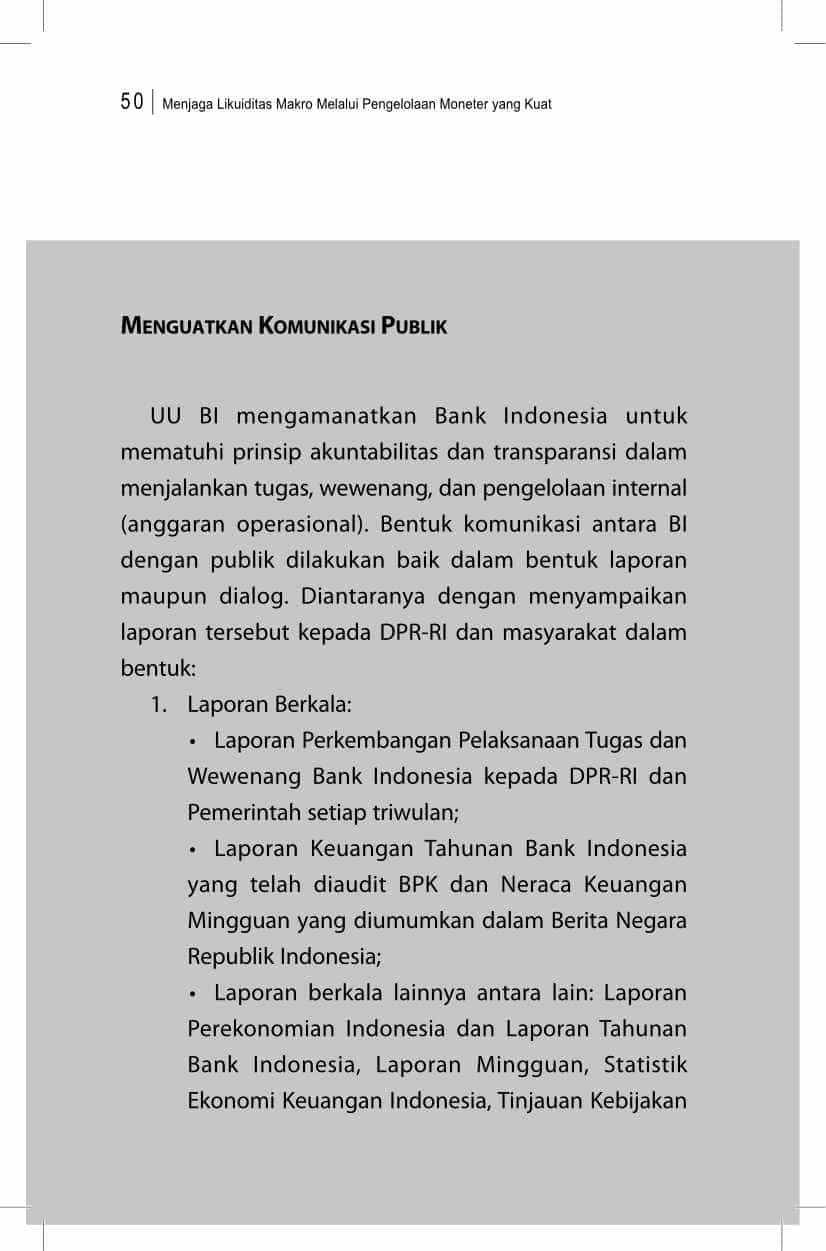 50 Menjaga Likuiditas Makro Melalui Pengelolaan Moneter yang Kuat
MENGUATKAN KOMUNIKASI PUBLIK
UU BI mengamanatkan Bank Indonesia untuk
mematuhi prinsip akuntabilitas dan transparansi dalam
menjalankan tugas, wewenang, dan pengelolaan internal
(anggaran operasional). Bentuk komunikasi antara BI
dengan publik dilakukan baik dalam bentuk laporan
maupun dialog. Diantaranya dengan menyampaikan
laporan tersebut kepada DPR-RI dan masyarakat dalam
bentuk:
1. Laporan Berkala:
• Laporan Perkembangan Pelaksanaan Tugas dan
Wewenang Bank Indonesia kepada DPR-RI dan
Pemerintah setiap triwulan;
• Laporan Keuangan Tahunan Bank Indonesia
yang telah diaudit BPK dan Neraca Keuangan
Mingguan yang diumumkan dalam Berita Negara
Republik Indonesia;
• Laporan berkala lainnya antara lain: Laporan
Perekonomian Indonesia dan Laporan Tahunan
Bank Indonesia, Laporan Mingguan, Statistik
Ekonomi Keuangan Indonesia, Tinjauan Kebijakan